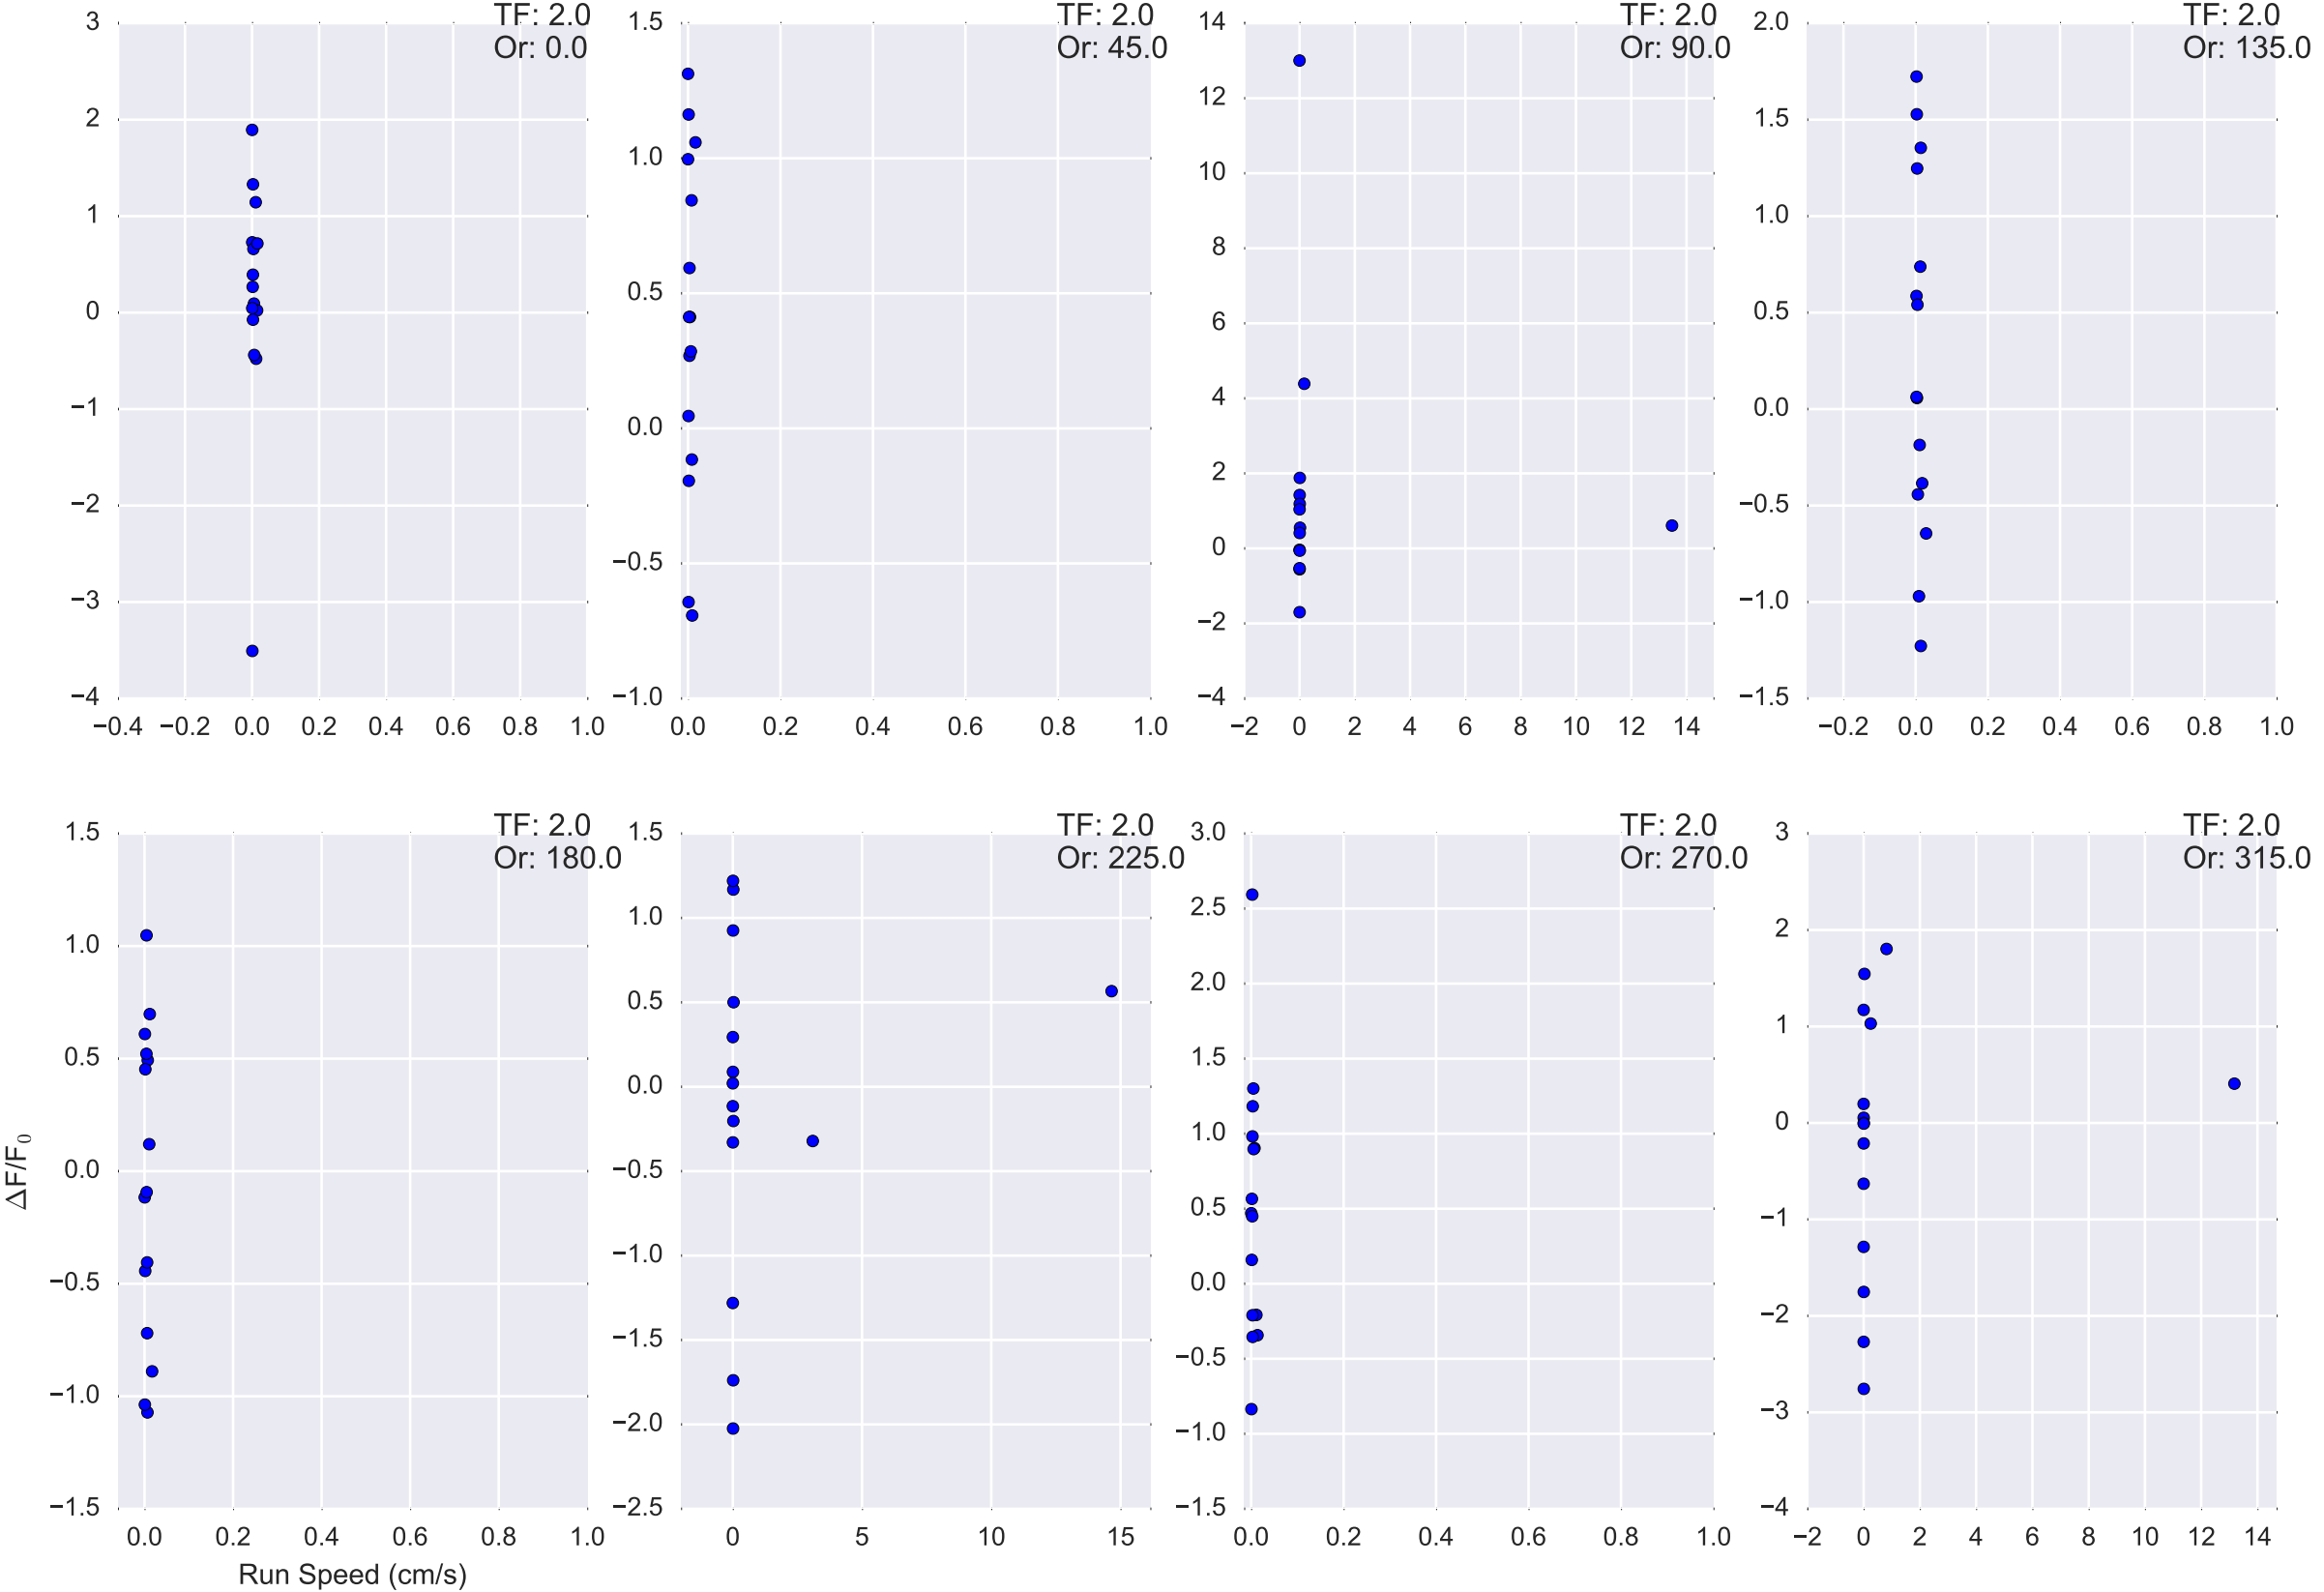 TF: 2.0
Or: 0.0
3
2
1
0
−1
−2
−3
−4
−0.4 −0.2 0.0 0.2 0.4 0.6 0.8 1.0
TF: 2.0
Or: 45.0
1.5
1.0
0.5
0.0
−0.5
−1.0
0.0 0.2 0.4 0.6 0.8 1.0
TF: 2.0
Or: 90.0
14
12
10
8
6
4
2
0
−2
−4
−2 0 2 4 6 8 10 12 14
TF: 2.0
Or: 135.0
2.0
1.5
1.0
0.5
0.0
−0.5
−1.0
−1.5
−0.2 0.0 0.2 0.4 0.6 0.8 1.0
TF: 2.0
Or: 180.0
1.5
1.0
0.5
0.0
−0.5
−1.0
−1.5
0.0 0.2 0.4 0.6 0.8 1.0
ΔF/F₀
Run Speed (cm/s)
TF: 2.0
Or: 225.0
1.5
1.0
0.5
0.0
−0.5
−1.0
−1.5
−2.0
−2.5
0 5 10 15
TF: 2.0
Or: 270.0
3.0
2.5
2.0
1.5
1.0
0.5
0.0
−0.5
−1.0
−1.5
0.0 0.2 0.4 0.6 0.8 1.0
TF: 2.0
Or: 315.0
3
2
1
0
−1
−2
−3
−4
−2 0 2 4 6 8 10 12 14